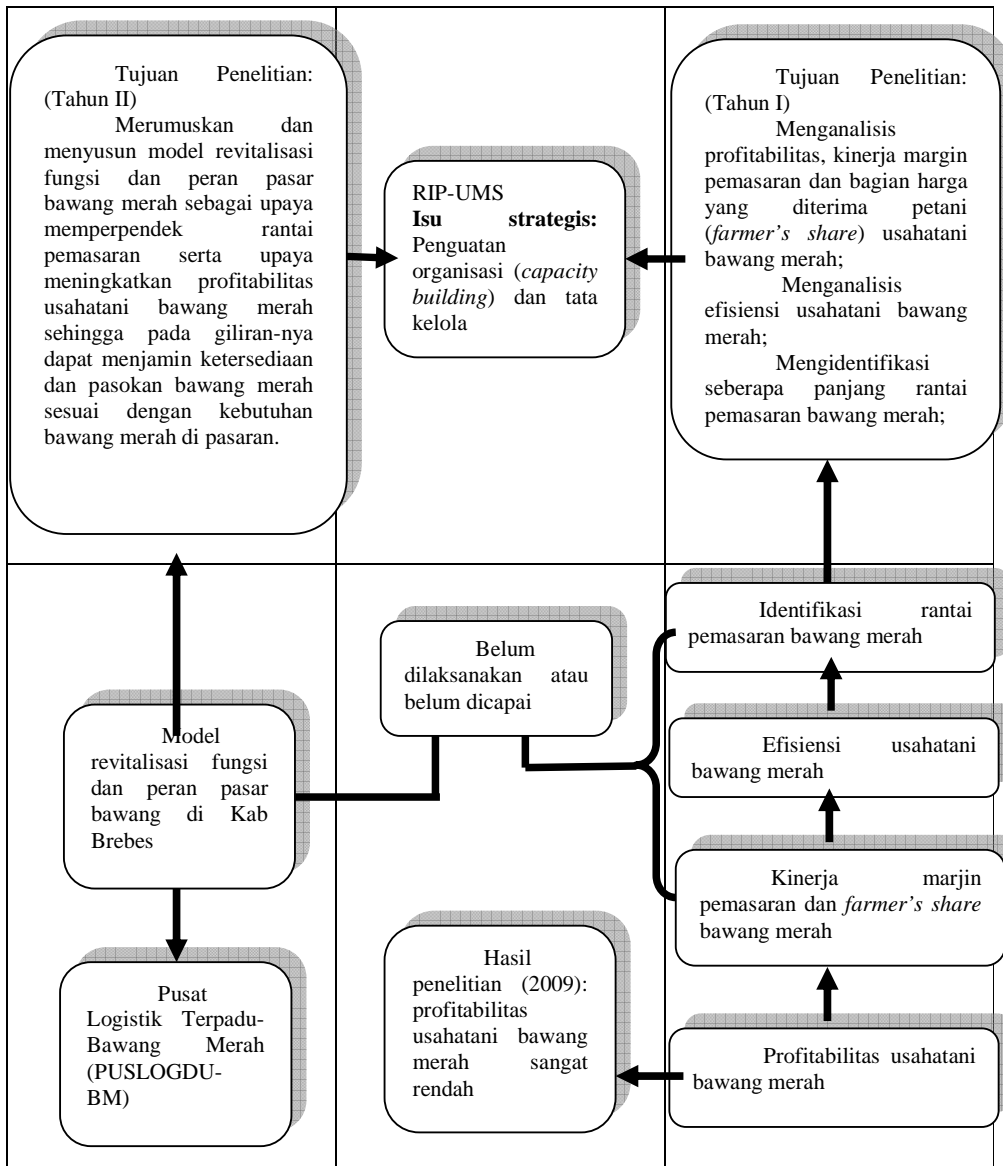 Tujuan Penelitian:
(Tahun II)
Merumuskan dan
menyusun model revitalisasi
fungsi dan peran pasar
bawang merah sebagai upaya
memperpendek rantai
pemasaran serta upaya
meningkatkan profitabilitas
usahatani bawang merah
sehingga pada giliran-nya
dapat menjamin ketersediaan
dan pasokan bawang merah
sesuai dengan kebutuhan
bawang merah di pasaran.
RIP-UMS
Isu strategis:
Penguatan
organisasi (capacity
building) dan tata
kelola
Tujuan Penelitian:
(Tahun I)
Menganalisis
profitabilitas, kinerja margin
pemasaran dan bagian harga
yang diterima petani
(farmer's share) usahatani
bawang merah;
Menganalisis
efisiensi usahatani bawang
merah;
Mengidentifikasi
seberapa panjang rantai
pemasaran bawang merah;
Model
revitalisasi fungsi
dan peran pasar
bawang di Kab
Brebes
Belum
dilaksanakan atau
belum dicapai
Identifikasi rantai
pemasaran bawang merah
Efisiensi usahatani
bawang merah
Kinerja marjin
pemasaran dan farmer's share
bawang merah
Pusat
Logistik Terpadu-
Bawang Merah
(PUSLOGDU-
BM)
Hasil
penelitian (2009):
profitabilitas
usahatani bawang
merah sangat
rendah
Profitabilitas usahatani
bawang merah